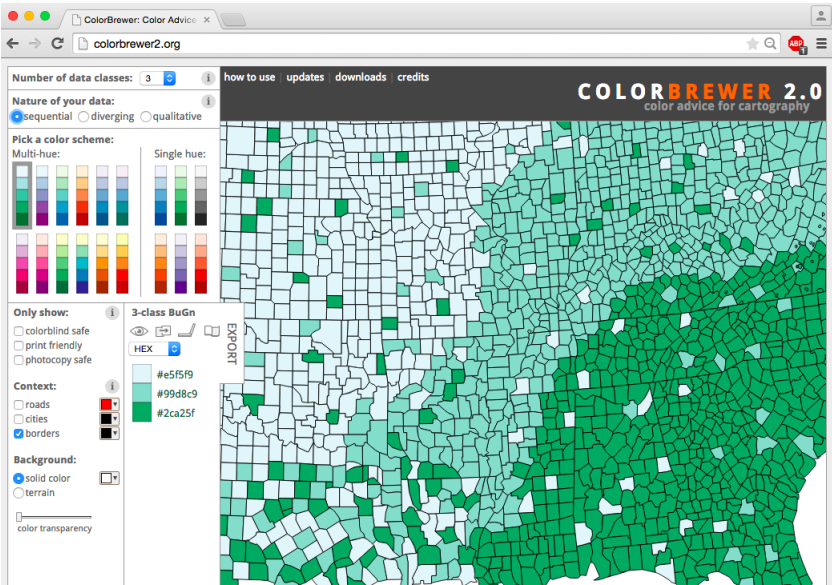 ColorBrewer: Color Advice
colorbrewer2.org
ABP
1
Number of data classes: 3 i
how to use | updates | downloads | credits
COLORBREWER 2.0
color advice for cartography
Nature of your data: i
sequential diverging qualitative
Pick a color scheme:
Multi-hue: Single hue:
Only show: i
colorblind safe
print friendly
photocopy safe
Context: i
roads
cities
borders
Background:
solid color
terrain
color transparency
3-class BuGn
EXPORT
HEX
#e5f5f9
#99d8c9
#2ca25f